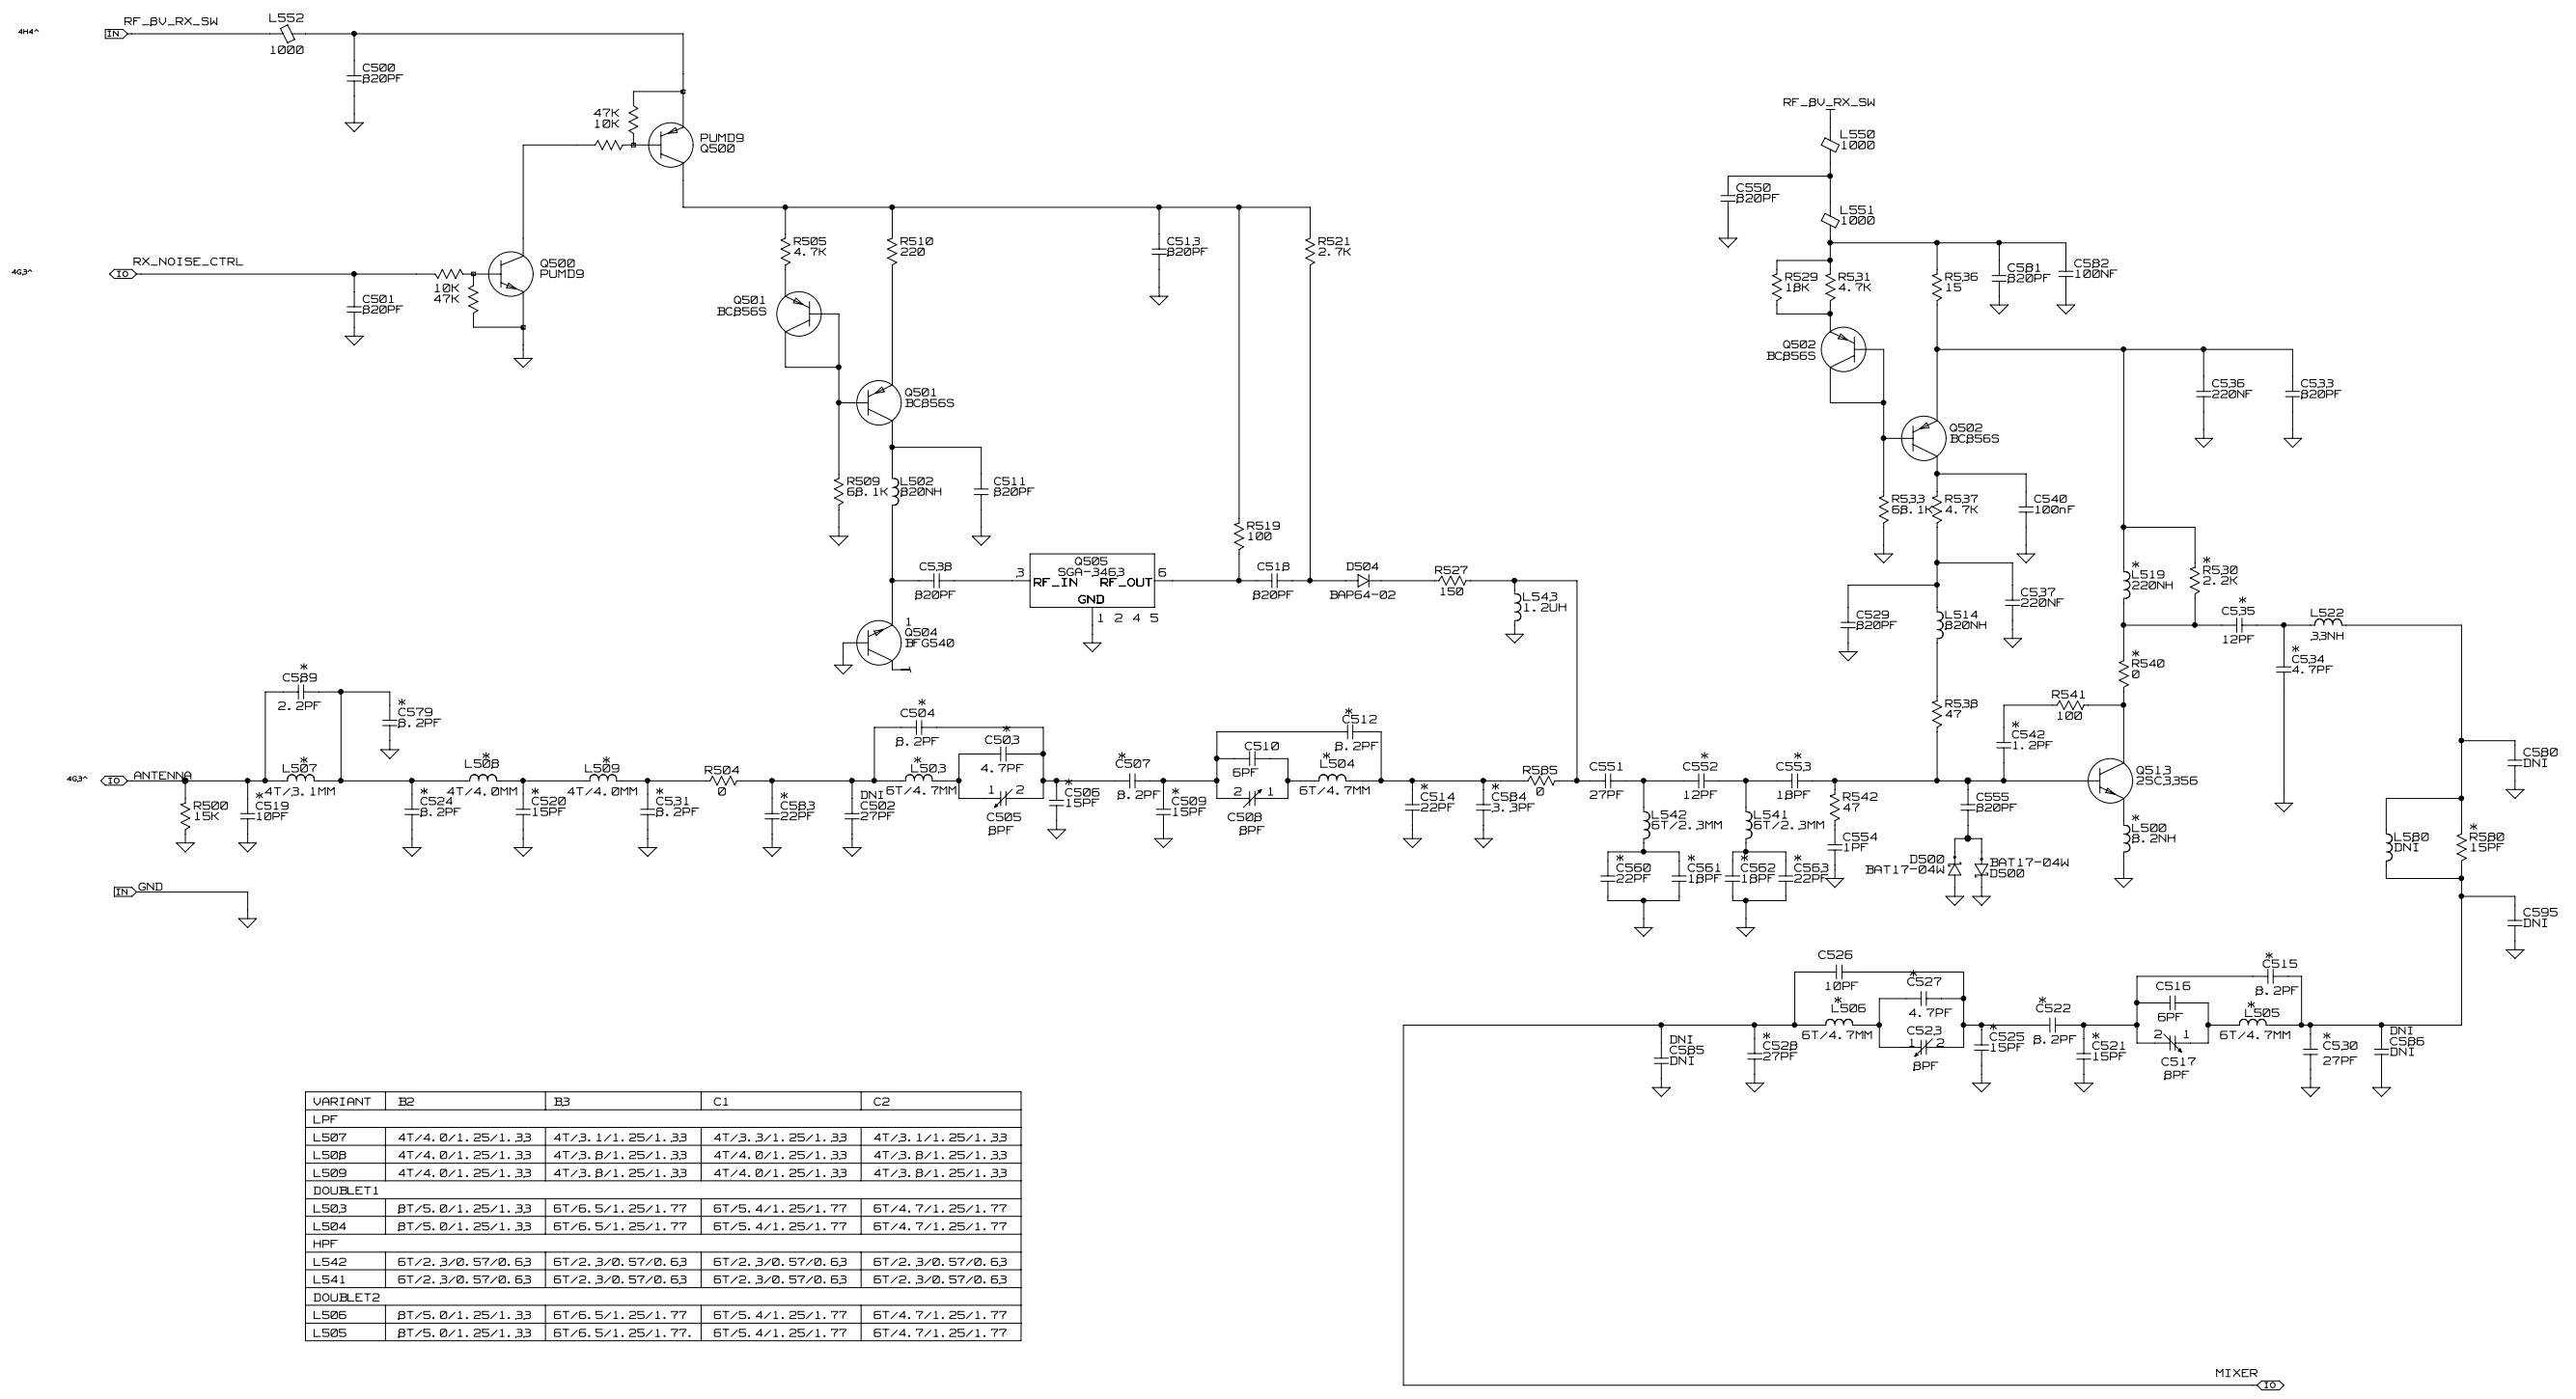 RF_8V_RX_SW
4H4^
IN
L552
1000
C500
820PF
47K
10K
PUMD9
Q500
4G3^
IO
RX_NOISE_CTRL
C501
820PF
10K
47K
Q500
PUMD9
R505
4.7K
R510
220
C513
820PF
R521
2.7K
Q501
BC856S
Q501
BC856S
R509
68.1K
L502
820NH
C511
820PF
R519
100
C538
820PF
3
Q505
SGA-3463
RF_IN RF_OUT
GND
6
1 2 4 5
C518
820PF
D504
BAP64-02
R527
150
L543
1.2UH
1
Q504
BFG540
1
RF_8V_RX_SW
L550
1000
C550
820PF
L551
1000
R529
18K
R531
4.7K
R536
15
C581
820PF
C582
100NF
Q502
BC856S
Q502
BC856S
C536
220NF
C533
820PF
R533
68.1K
R537
4.7K
C540
100nF
C529
820PF
L514
820NH
C537
220NF
*
L519
220NH
*
R530
2.2K
*
C535
12PF
L522
33NH
*
C534
4.7PF
*
R540
0
R538
47
R541
100
*
C542
1.2PF
Q513
2SC3356
*
L500
8.2NH
C580
DNI
L580
DNI
*
R580
15PF
C595
DNI
4G3^
IO
ANTENNA
R500
15K
*
C519
10PF
*
C589
2.2PF
*
C579
8.2PF
*
L507
4T/3.1MM
*
C524
8.2PF
*
L508
4T/4.0MM
*
C520
15PF
*
L509
4T/4.0MM
*
C531
8.2PF
R504
0
*
C583
22PF
DNI
C502
27PF
*
C504
8.2PF
*
L503
6T/4.7MM
*
C503
4.7PF
1 2
C505
8PF
*
C506
15PF
*
C507
8.2PF
*
C509
15PF
*
C512
8.2PF
C510
6PF
2 1
C508
8PF
*
L504
6T/4.7MM
*
C514
22PF
*
C584
3.3PF
R585
0
C551
27PF
*
C552
12PF
*
C553
18PF
L542
6T/2.3MM
L541
6T/2.3MM
*
C560
22PF
*
C561
18PF
*
C562
18PF
*
C563
22PF
R542
47
C554
1PF
C555
820PF
D500
BAT17-04W
BAT17-04W
D500
IN
GND
DNI
C585
DNI
*
C528
27PF
C526
10PF
*
L506
6T/4.7MM
*
C527
4.7PF
C523
1 2
8PF
*
C525
15PF
*
C522
8.2PF
*
C521
15PF
*
C515
8.2PF
C516
6PF
2 1
C517
8PF
*
L505
6T/4.7MM
*
C530
27PF
DNI
C586
DNI
VARIANT B2 B3 C1 C2
LPF
L507 4T/4.0/1.25/1.33 4T/3.1/1.25/1.33 4T/3.3/1.25/1.33 4T/3.1/1.25/1.33
L508 4T/4.0/1.25/1.33 4T/3.8/1.25/1.33 4T/4.0/1.25/1.33 4T/3.8/1.25/1.33
L509 4T/4.0/1.25/1.33 4T/3.8/1.25/1.33 4T/4.0/1.25/1.33 4T/3.8/1.25/1.33
DOUBLET1
L503 8T/5.0/1.25/1.33 6T/6.5/1.25/1.77 6T/5.4/1.25/1.77 6T/4.7/1.25/1.77
L504 8T/5.0/1.25/1.33 6T/6.5/1.25/1.77 6T/5.4/1.25/1.77 6T/4.7/1.25/1.77
HPF
L542 6T/2.3/0.57/0.63 6T/2.3/0.57/0.63 6T/2.3/0.57/0.63 6T/2.3/0.57/0.63
L541 6T/2.3/0.57/0.63 6T/2.3/0.57/0.63 6T/2.3/0.57/0.63 6T/2.3/0.57/0.63
DOUBLET2
L506 8T/5.0/1.25/1.33 6T/6.5/1.25/1.77 6T/5.4/1.25/1.77 6T/4.7/1.25/1.77
L505 8T/5.0/1.25/1.33 6T/6.5/1.25/1.77. 6T/5.4/1.25/1.77 6T/4.7/1.25/1.77
MIXER
IO